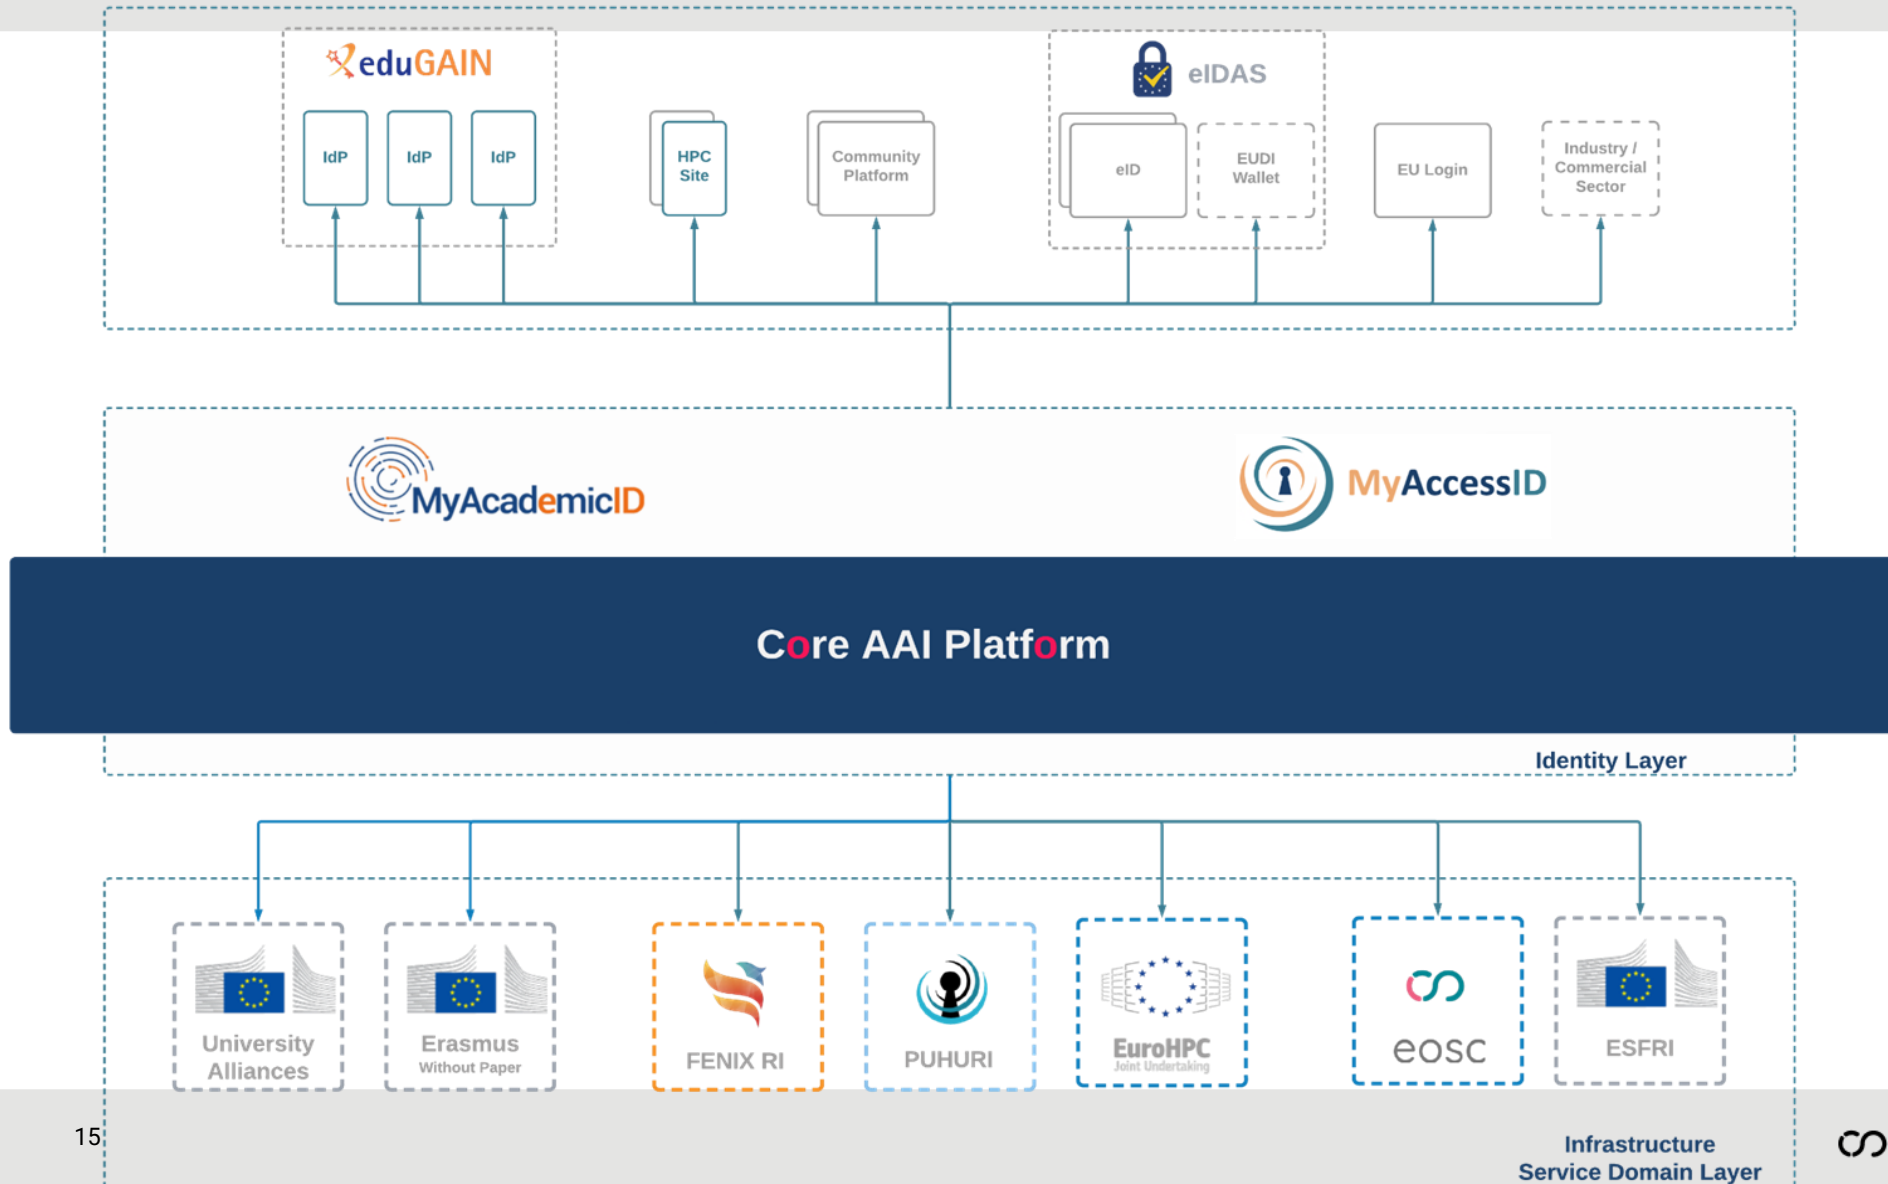 eduGAIN
eIDAS
IdP
IdP
IdP
HPC
Site
Community
Platform
eID
EUDI
Wallet
EU Login
Industry /
Commercial
Sector
MyAcademicID
MyAccessID
Core AAI Platform
Identity Layer
University
Alliances
Erasmus
Without Paper
FENIX RI
PUHURI
EuroHPC
Joint Undertaking
eosc
ESFRI
15
Infrastructure
Service Domain Layer